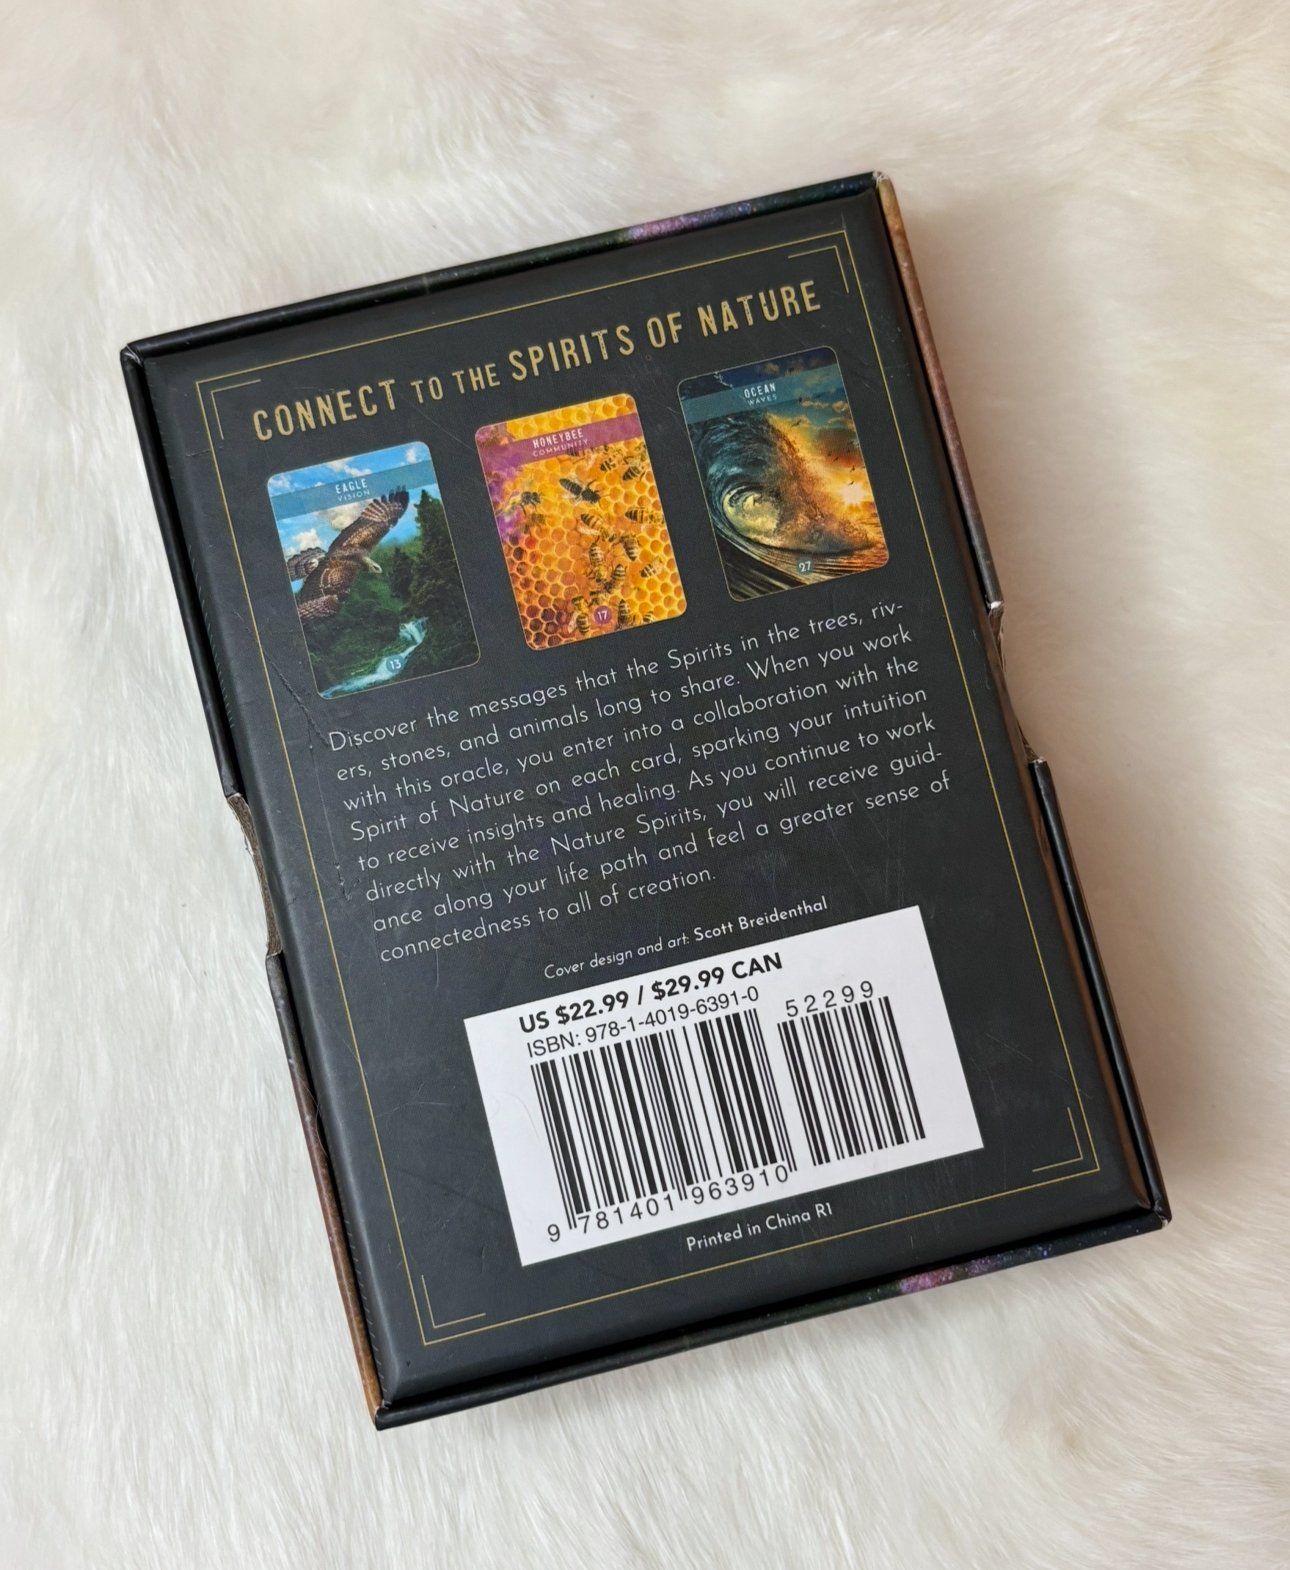 CONNECT TO THE SPIRITS OF NATURE
EAGLE
VISION
13
HONEYBEE
COMMUNITY
17
OCEAN
WAVES
27
Discover the messages that the Spirits in the trees, riv-
ers, stones, and animals long to share. When you work
with this oracle, you enter into a collaboration with the
Spirit of Nature on each card, sparking your intuition
to receive insights and healing. As you continue to work
directly with the Nature Spirits, you will receive guid-
ance along your life path and feel a greater sense of
connectedness to all of creation.
Cover design and art: Scott Breidenthal
US $22.99 / $29.99 CAN
ISBN: 978-1-4019-6391-0
52299
9 781401 963910
Printed in China R1